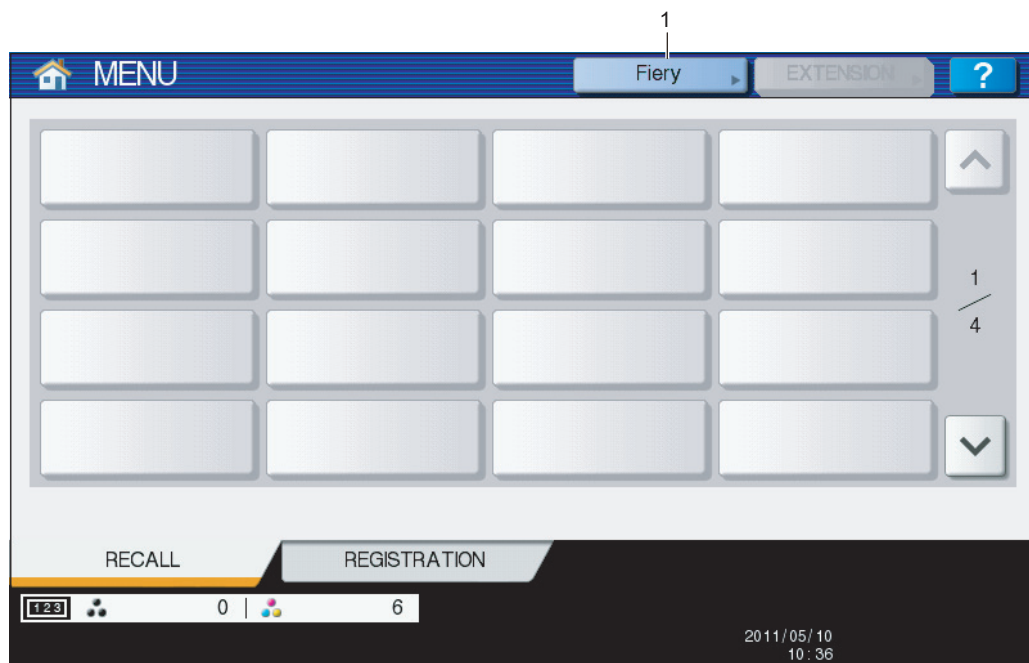 1
MENU
Fiery
EXTENSION
?
1
4
RECALL
REGISTRATION
123 0 6
2011/05/10
10:36